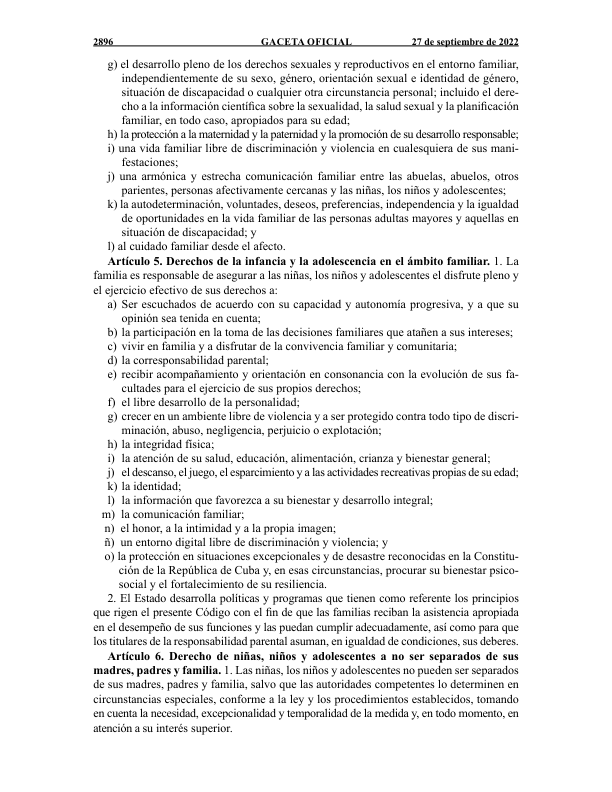 2896 GACETA OFICIAL 27 de septiembre de 2022
g) el desarrollo pleno de los derechos sexuales y reproductivos en el entorno familiar,
independientemente de su sexo, género, orientación sexual e identidad de género,
situación de discapacidad o cualquier otra circunstancia personal; incluido el dere-
cho a la información científica sobre la sexualidad, la salud sexual y la planificación
familiar, en todo caso, apropiados para su edad;
h) la protección a la maternidad y la paternidad y la promoción de su desarrollo responsable;
i) una vida familiar libre de discriminación y violencia en cualesquiera de sus mani-
festaciones;
j) una armónica y estrecha comunicación familiar entre las abuelas, abuelos, otros
parientes, personas afectivamente cercanas y las niñas, los niños y adolescentes;
k) la autodeterminación, voluntades, deseos, preferencias, independencia y la igualdad
de oportunidades en la vida familiar de las personas adultas mayores y aquellas en
situación de discapacidad; y
l) al cuidado familiar desde el afecto.
Artículo 5. Derechos de la infancia y la adolescencia en el ámbito familiar. 1. La
familia es responsable de asegurar a las niñas, los niños y adolescentes el disfrute pleno y
el ejercicio efectivo de sus derechos a:
a) Ser escuchados de acuerdo con su capacidad y autonomía progresiva, y a que su
opinión sea tenida en cuenta;
b) la participación en la toma de las decisiones familiares que atañen a sus intereses;
c) vivir en familia y a disfrutar de la convivencia familiar y comunitaria;
d) la corresponsabilidad parental;
e) recibir acompañamiento y orientación en consonancia con la evolución de sus fa-
cultades para el ejercicio de sus propios derechos;
f) el libre desarrollo de la personalidad;
g) crecer en un ambiente libre de violencia y a ser protegido contra todo tipo de discri-
minación, abuso, negligencia, perjuicio o explotación;
h) la integridad física;
i) la atención de su salud, educación, alimentación, crianza y bienestar general;
j) el descanso, el juego, el esparcimiento y a las actividades recreativas propias de su edad;
k) la identidad;
l) la información que favorezca a su bienestar y desarrollo integral;
m) la comunicación familiar;
n) el honor, a la intimidad y a la propia imagen;
ñ) un entorno digital libre de discriminación y violencia; y
o) la protección en situaciones excepcionales y de desastre reconocidas en la Constitu-
ción de la República de Cuba y, en esas circunstancias, procurar su bienestar psico-
social y el fortalecimiento de su resiliencia.
2. El Estado desarrolla políticas y programas que tienen como referente los principios
que rigen el presente Código con el fin de que las familias reciban la asistencia apropiada
en el desempeño de sus funciones y las puedan cumplir adecuadamente, así como para que
los titulares de la responsabilidad parental asuman, en igualdad de condiciones, sus deberes.
Artículo 6. Derecho de niñas, niños y adolescentes a no ser separados de sus
madres, padres y familia. 1. Las niñas, los niños y adolescentes no pueden ser separados
de sus madres, padres y familia, salvo que las autoridades competentes lo determinen en
circunstancias especiales, conforme a la ley y los procedimientos establecidos, tomando
en cuenta la necesidad, excepcionalidad y temporalidad de la medida y, en todo momento, en
atención a su interés superior.